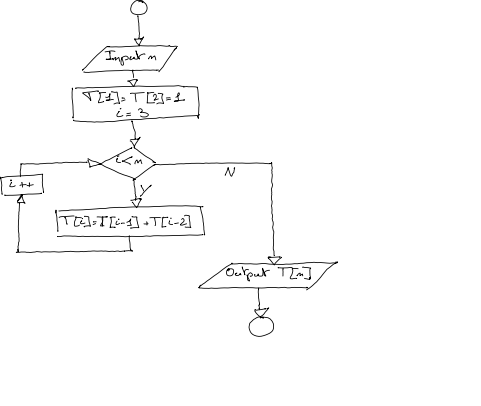 Input n
T[1]= T[2]=1
i = 3
i<n
N
i ++
Y
T[i]=T[i-1] +T[i-2]
Output T[n]